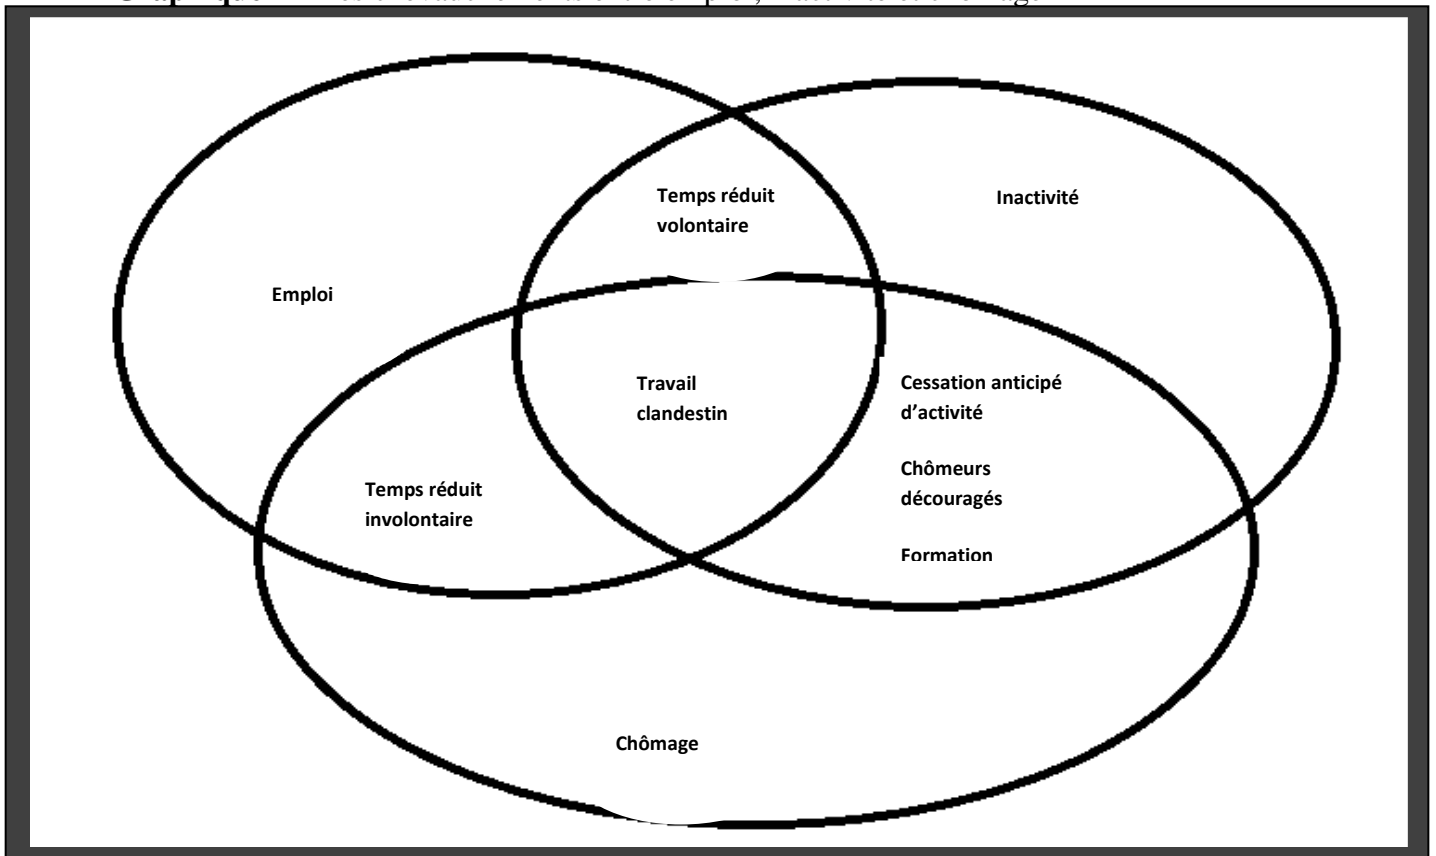 Temps réduit
volontaire
Inactivité
Emploi
Travail
clandestin
Cessation anticipé
d’activité
Chômeurs
découragés
Temps réduit
involontaire
Formation
Chômage